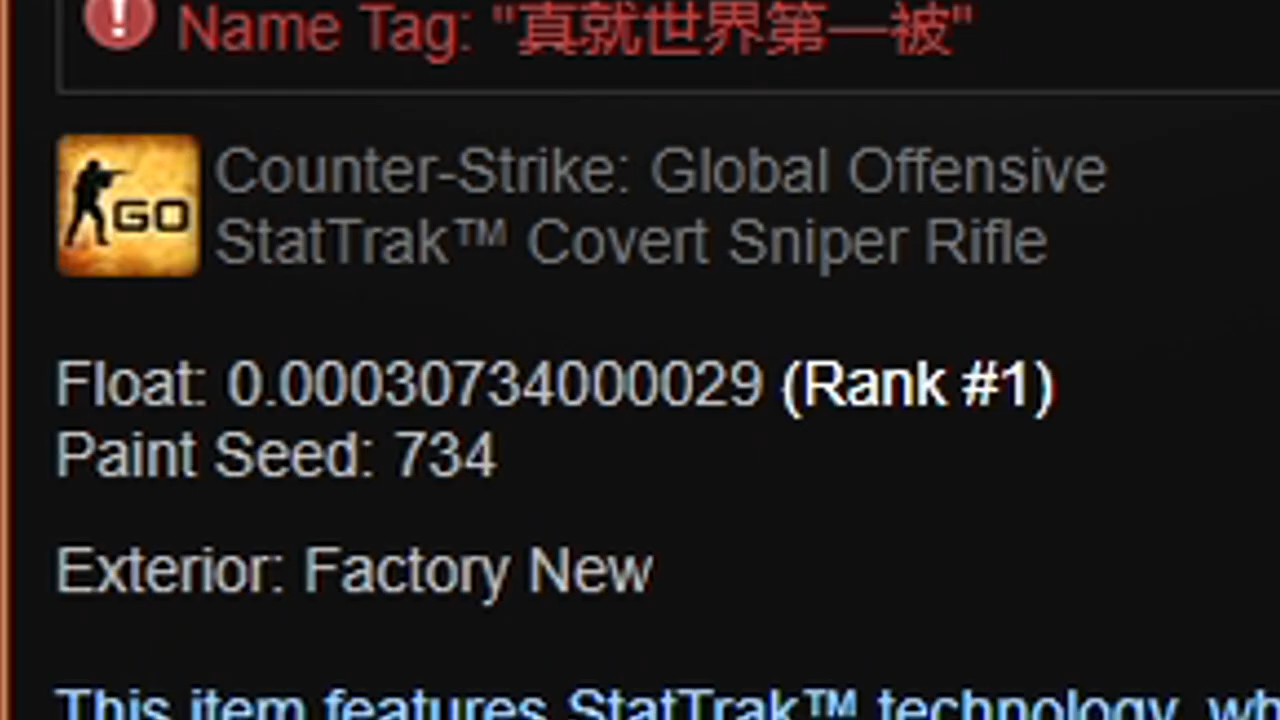 Name Tag: "真就世界第一被"
GO
Counter-Strike: Global Offensive
StatTrak™ Covert Sniper Rifle
Float: 0.00030734000029 (Rank #1)
Paint Seed: 734
Exterior: Factory New
This item features StatTrak™ technology, wh